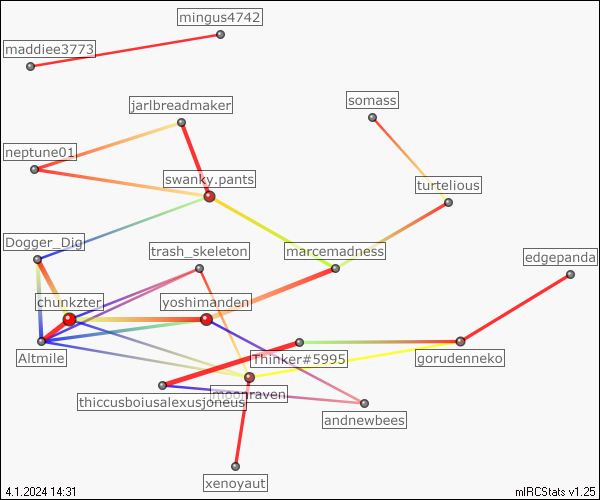 mingus4742
maddiee3773
somass
jarlbreadmaker
neptune01
swanky.pants
turtelious
Dogger_Dig
trash_skeleton
marcemadness
edgepanda
chunkzter
yoshimanden
Altmile
Thinker#5995
gorudenneko
moonraven
thiccusboiusalexusjoneus
andnewbees
xenoyaut
4.1.2024 14:31
mIRCStats v1.25